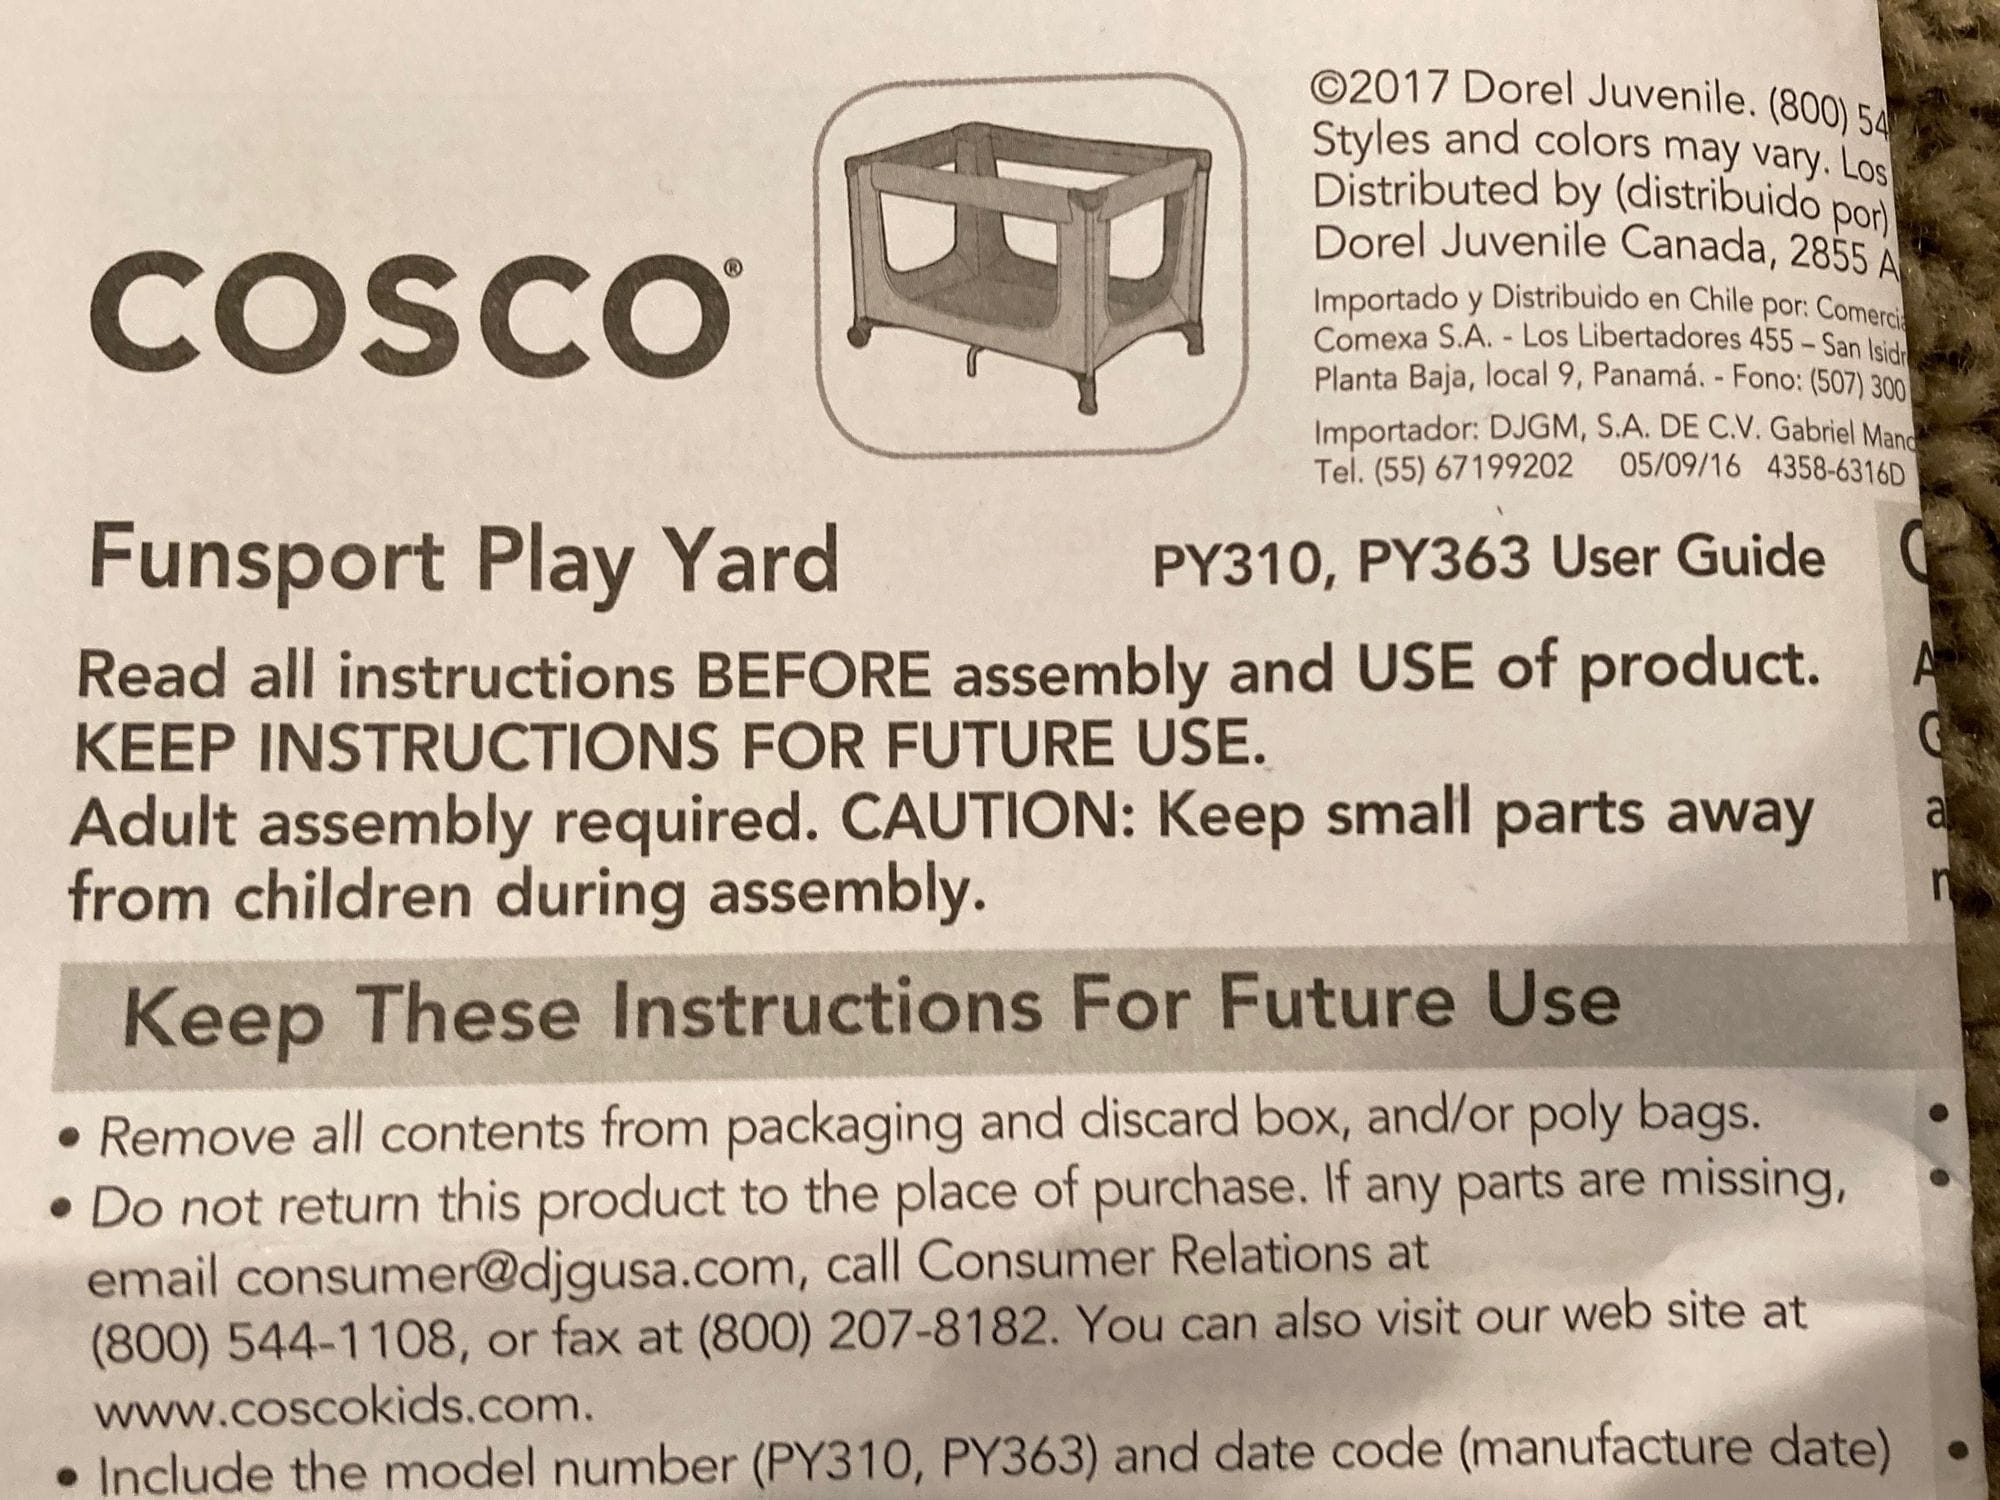 COSCO®
©2017 Dorel Juvenile. (800) 54
Styles and colors may vary. Los
Distributed by (distribuido por)
Dorel Juvenile Canada, 2855 A
Importado y Distribuido en Chile por:
Comexa S.A. - Los Libertadores 455 – San
Planta Baja, local 9, Panamá. - Fono: (507) 300
Importador: DJGM, S.A. DE C.V. Gabriel
Tel. (55) 67199202 05/09/16 4358-6316D
Funsport Play Yard
PY310, PY363 User Guide
Read all instructions BEFORE assembly and USE of product.
KEEP INSTRUCTIONS FOR FUTURE USE.
Adult assembly required. CAUTION: Keep small parts away
from children during assembly.
Keep These Instructions For Future Use
• Remove all contents from packaging and discard box, and/or poly bags.
• Do not return this product to the place of purchase. If any parts are missing,
email consumer@djgusa.com, call Consumer Relations at
(800) 544-1108, or fax at (800) 207-8182. You can also visit our web site at
www.coscokids.com.
• Include the model number (PY310, PY363) and date code (manufacture date)